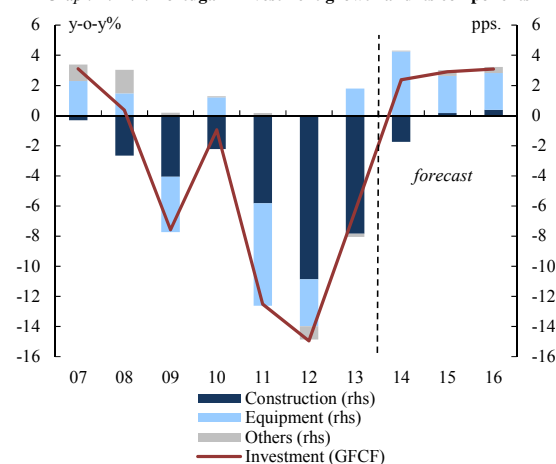 y-o-y% pps.
6 6
4 4
2 2
0 0
-2 -2
-4 -4
forecast
-6 -6
-8 -8
-10 -10
-12 -12
-14 -14
-16 -16
07 08 09 10 11 12 13 14 15 16
Construction (rhs)
Equipment (rhs)
Others (rhs)
Investment (GFCF)